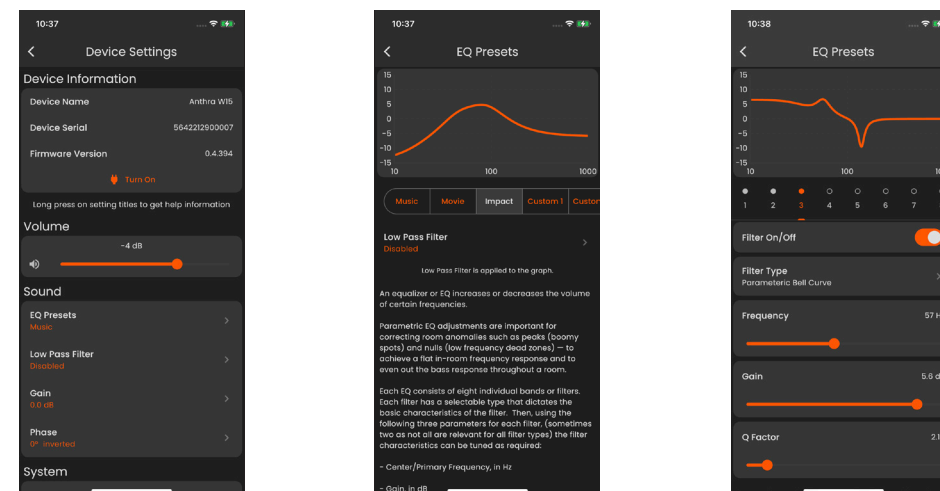 10:37
Device Settings
Device Information
Device Name Anthra W15
Device Serial 5642212900007
Firmware Version 0.4.394
Turn On
Long press on setting titles to get help information
Volume
-4 dB
Sound
EQ Presets
Music
Low Pass Filter
Disabled
Gain
0.0 dB
Phase
0° Inverted
System
10:37
EQ Presets
15
10
5
0
-5
-10
-15
10 100 1000
Music Movie Impact Custom 1 Custom
Low Pass Filter
Disabled
Low Pass Filter is applied to the graph.
An equalizer or EQ increases or decreases the volume
of certain frequencies.
Parametric EQ adjustments are important for
correcting room anomalies such as peaks (boomy
spots) and nulls (low frequency dead zones) — to
achieve a flat in-room frequency response and to
even out the bass response throughout a room.
Each EQ consists of eight individual bands or filters.
Each filter has a selectable type that dictates the
basic characteristics of the filter. Then, using the
following three parameters for each filter, (sometimes
two as not all are relevant for all filter types) the filter
characteristics can be tuned as required:
- Center/Primary Frequency, in Hz
- Gain, in dB
10:38
EQ Presets
15
10
5
0
-5
-10
-15
10 100 10
1 2 3 4 5 6 7
Filter On/Off
Filter Type
Parameteric Bell Curve
Frequency 57 H
Gain 5.6 d
Q Factor 2.1